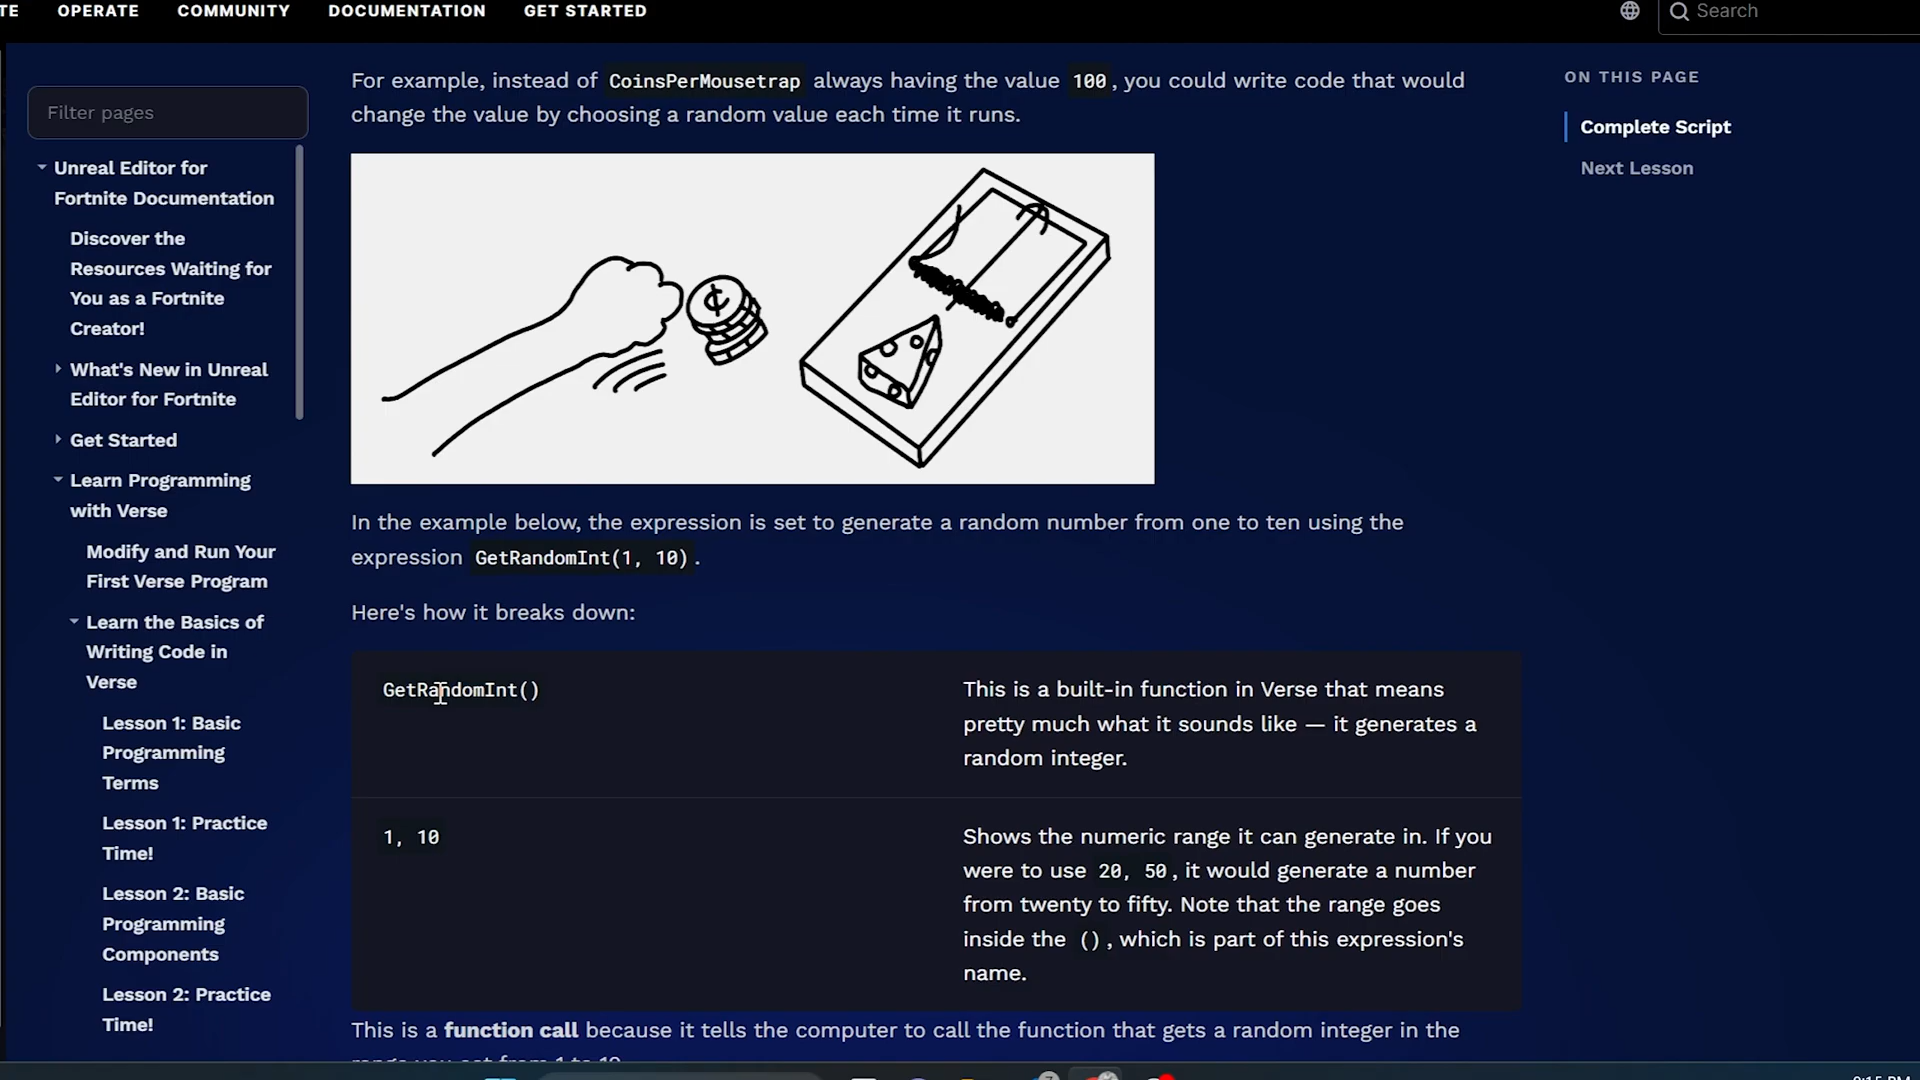 TE OPERATE COMMUNITY DOCUMENTATION GET STARTED Search
Filter pages
Unreal Editor for
Fortnite Documentation
Discover the
Resources Waiting for
You as a Fortnite
Creator!
What's New in Unreal
Editor for Fortnite
Get Started
Learn Programming
with Verse
Modify and Run Your
First Verse Program
Learn the Basics of
Writing Code in
Verse
Lesson 1: Basic
Programming
Terms
Lesson 1: Practice
Time!
Lesson 2: Basic
Programming
Components
Lesson 2: Practice
Time!
For example, instead of CoinsPerMousetrap always having the value 100, you could write code that would
change the value by choosing a random value each time it runs.
¢
In the example below, the expression is set to generate a random number from one to ten using the
expression GetRandomInt(1, 10).
Here's how it breaks down:
GetRandomInt()
This is a built-in function in Verse that means
pretty much what it sounds like — it generates a
random integer.
1, 10
Shows the numeric range it can generate in. If you
were to use 20, 50, it would generate a number
from twenty to fifty. Note that the range goes
inside the (), which is part of this expression's
name.
This is a function call because it tells the computer to call the function that gets a random integer in the
range you set from 1 to 10.
ON THIS PAGE
Complete Script
Next Lesson